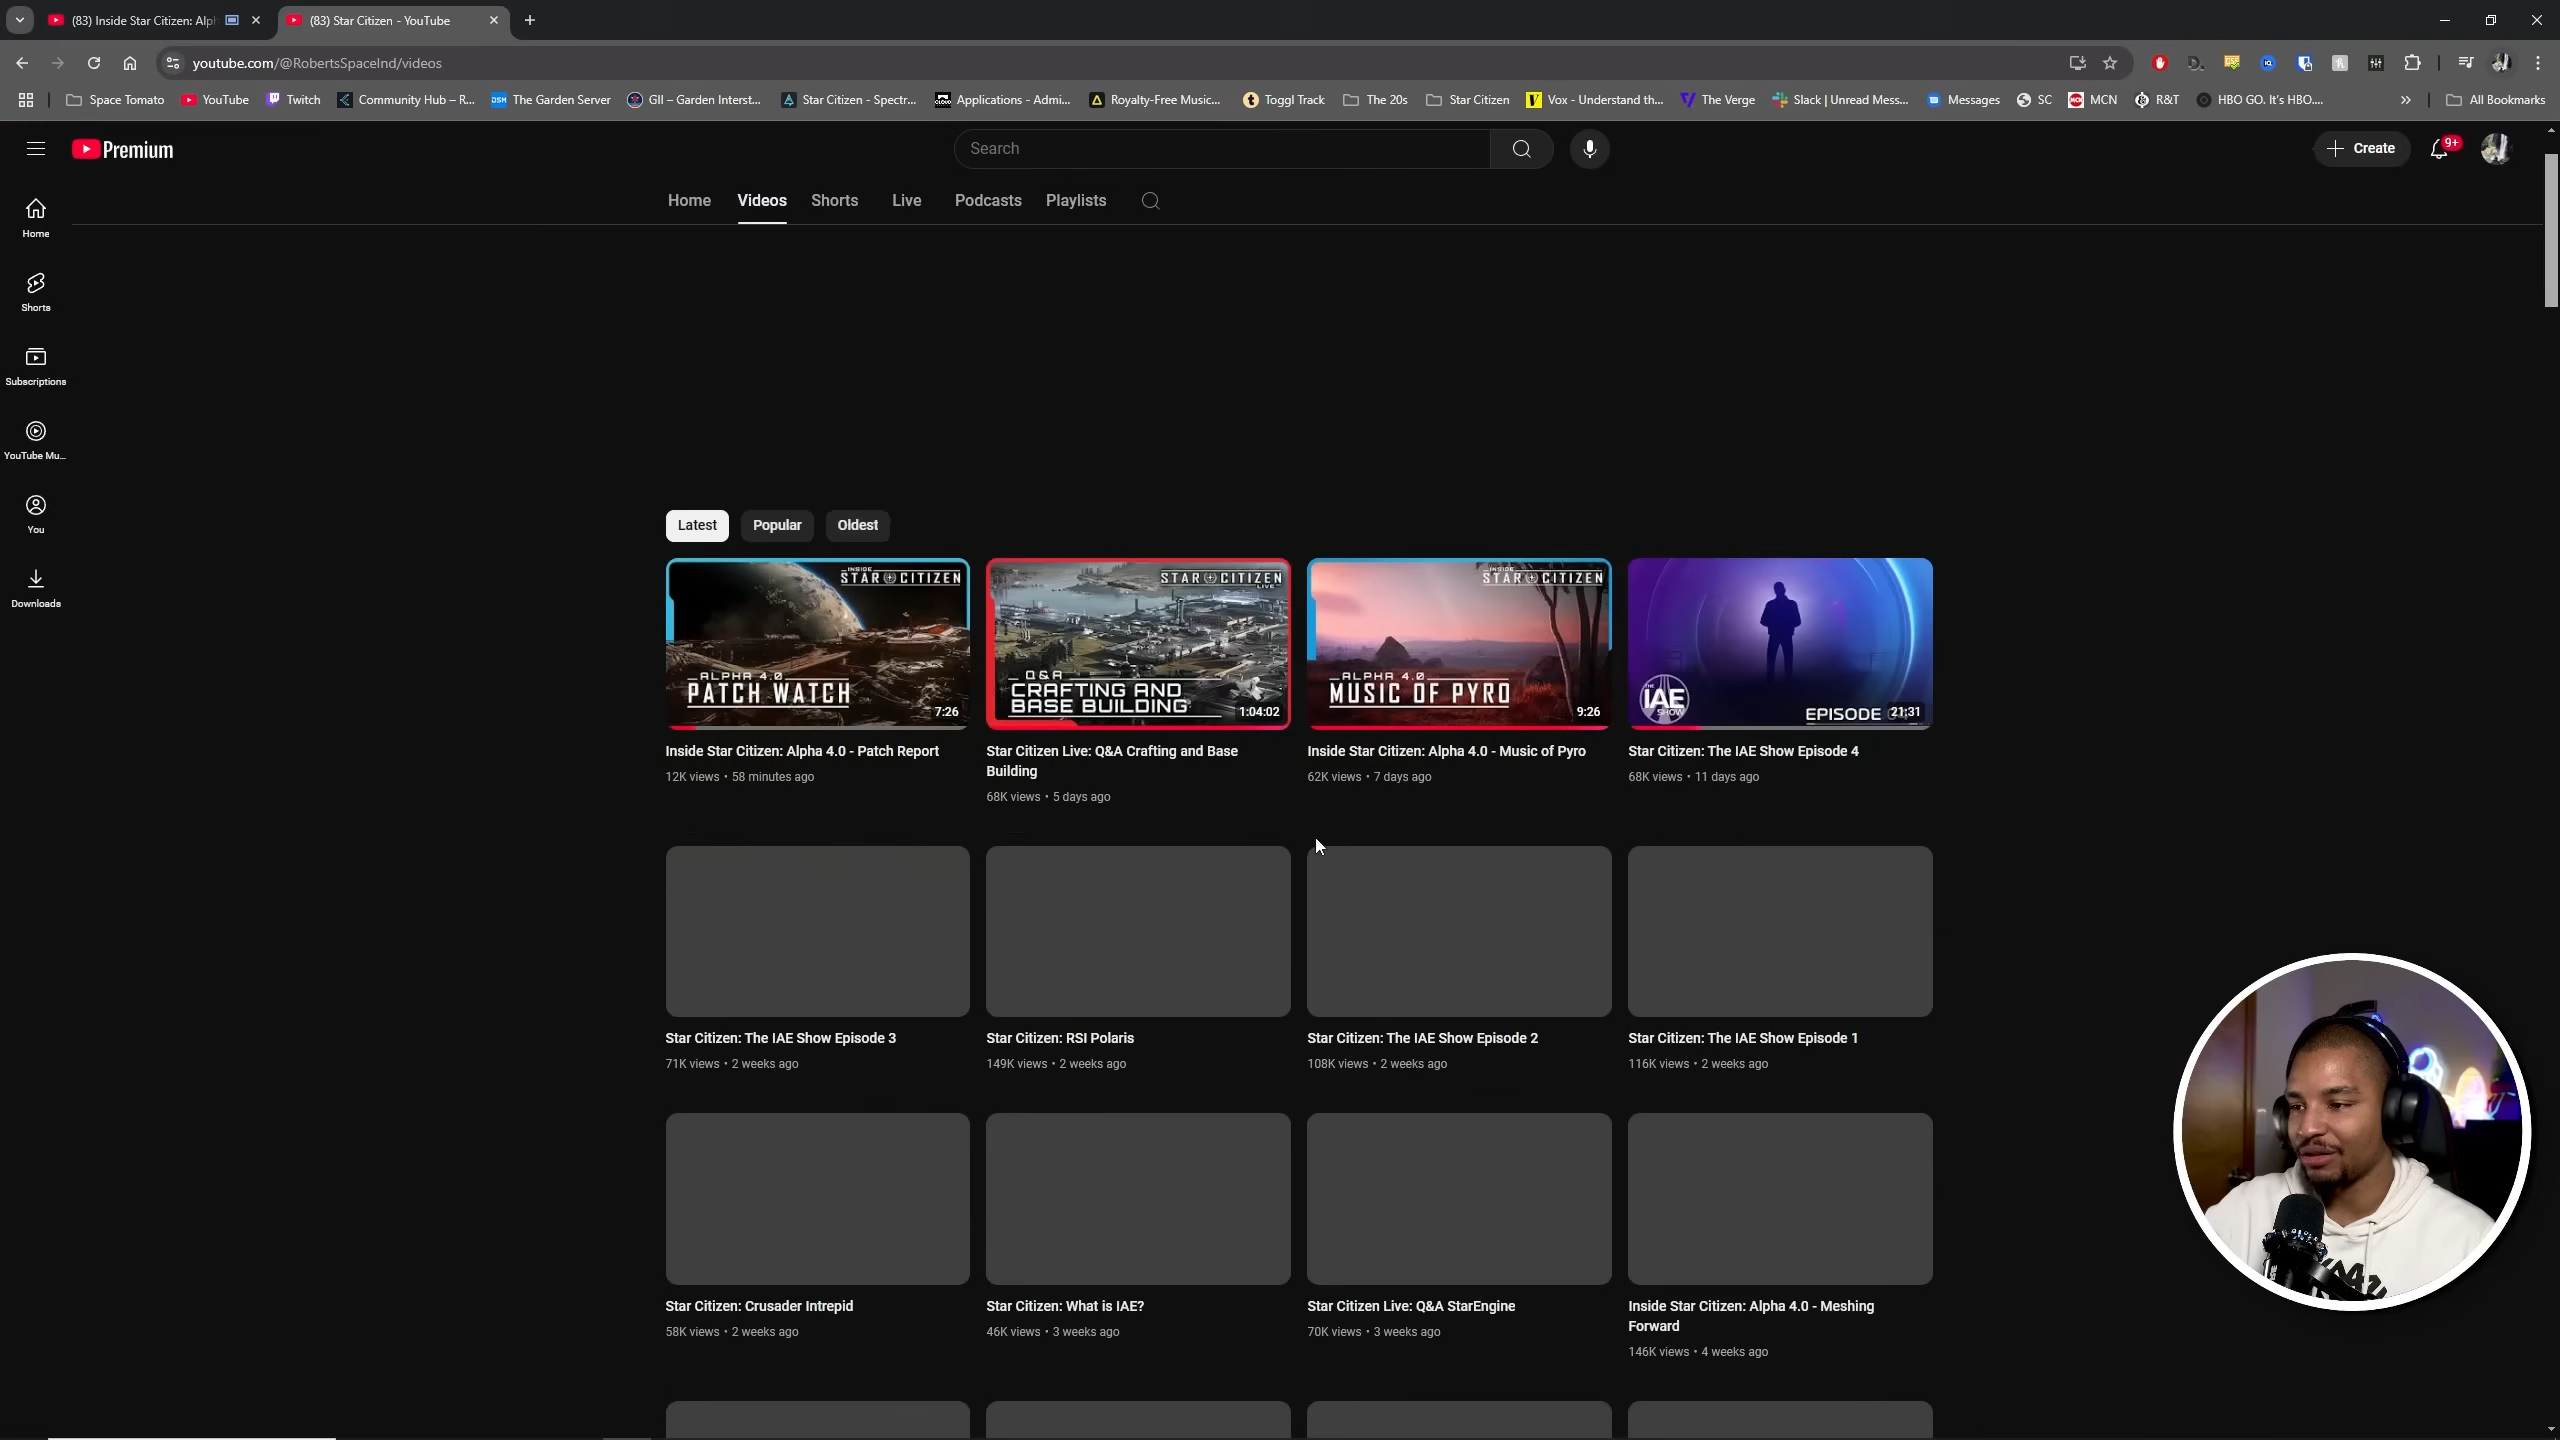 (83) Inside Star Citizen: Alp
(83) Star Citizen - YouTube
youtube.com/@RobertsSpaceInd/videos
Space Tomato
YouTube
Twitch
Community Hub – R...
The Garden Server
GII – Garden Interst...
Star Citizen - Spectr...
Applications - Admi...
Royalty-Free Music...
Toggl Track
The 20s
Star Citizen
Vox - Understand th...
The Verge
Slack | Unread Mess...
Messages
SC
MCN
R&T
HBO GO. It's HBO....
All Bookmarks
Premium
Search
Create
9+
Home
Videos
Shorts
Live
Podcasts
Playlists
Home
Shorts
Subscriptions
YouTube Mu...
You
Downloads
Latest
Popular
Oldest
INSIDE
STAR CITIZEN
ALPHA 4.0
PATCH WATCH
7:26
STAR CITIZEN
LIVE
Q&A
CRAFTING AND
BASE BUILDING
1:04:02
INSIDE
STAR CITIZEN
ALPHA 4.0
MUSIC OF PYRO
9:26
THE
IAE
SHOW
EPISODE
21:31
Inside Star Citizen: Alpha 4.0 - Patch Report
12K views • 58 minutes ago
Star Citizen Live: Q&A Crafting and Base
Building
68K views • 5 days ago
Inside Star Citizen: Alpha 4.0 - Music of Pyro
62K views • 7 days ago
Star Citizen: The IAE Show Episode 4
68K views • 11 days ago
Star Citizen: The IAE Show Episode 3
71K views • 2 weeks ago
Star Citizen: RSI Polaris
149K views • 2 weeks ago
Star Citizen: The IAE Show Episode 2
108K views • 2 weeks ago
Star Citizen: The IAE Show Episode 1
116K views • 2 weeks ago
Star Citizen: Crusader Intrepid
58K views • 2 weeks ago
Star Citizen: What is IAE?
46K views • 3 weeks ago
Star Citizen Live: Q&A StarEngine
70K views • 3 weeks ago
Inside Star Citizen: Alpha 4.0 - Meshing
Forward
146K views • 4 weeks ago